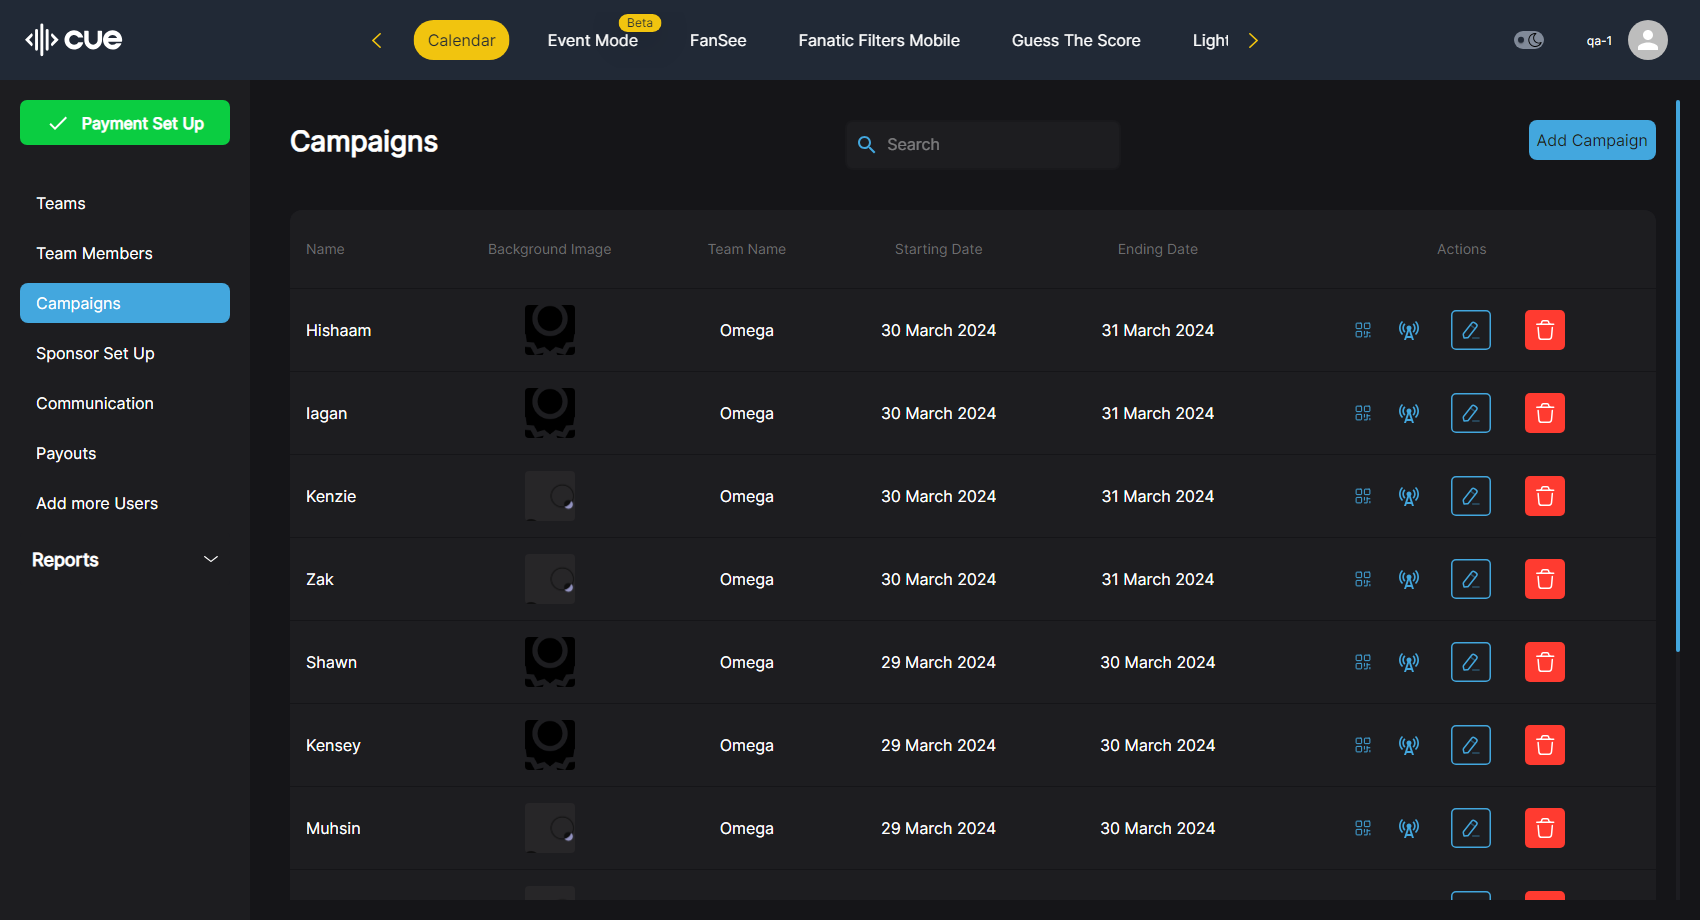 cue
Calendar
Event Mode
Beta
FanSee
Fanatic Filters Mobile
Guess The Score
Light
qa-1
Payment Set Up
Teams
Team Members
Campaigns
Sponsor Set Up
Communication
Payouts
Add more Users
Reports
Campaigns
Search
Add Campaign
Name Background Image Team Name Starting Date Ending Date Actions
Hishaam Omega 30 March 2024 31 March 2024
Iagan Omega 30 March 2024 31 March 2024
Kenzie Omega 30 March 2024 31 March 2024
Zak Omega 30 March 2024 31 March 2024
Shawn Omega 29 March 2024 30 March 2024
Kensey Omega 29 March 2024 30 March 2024
Muhsin Omega 29 March 2024 30 March 2024